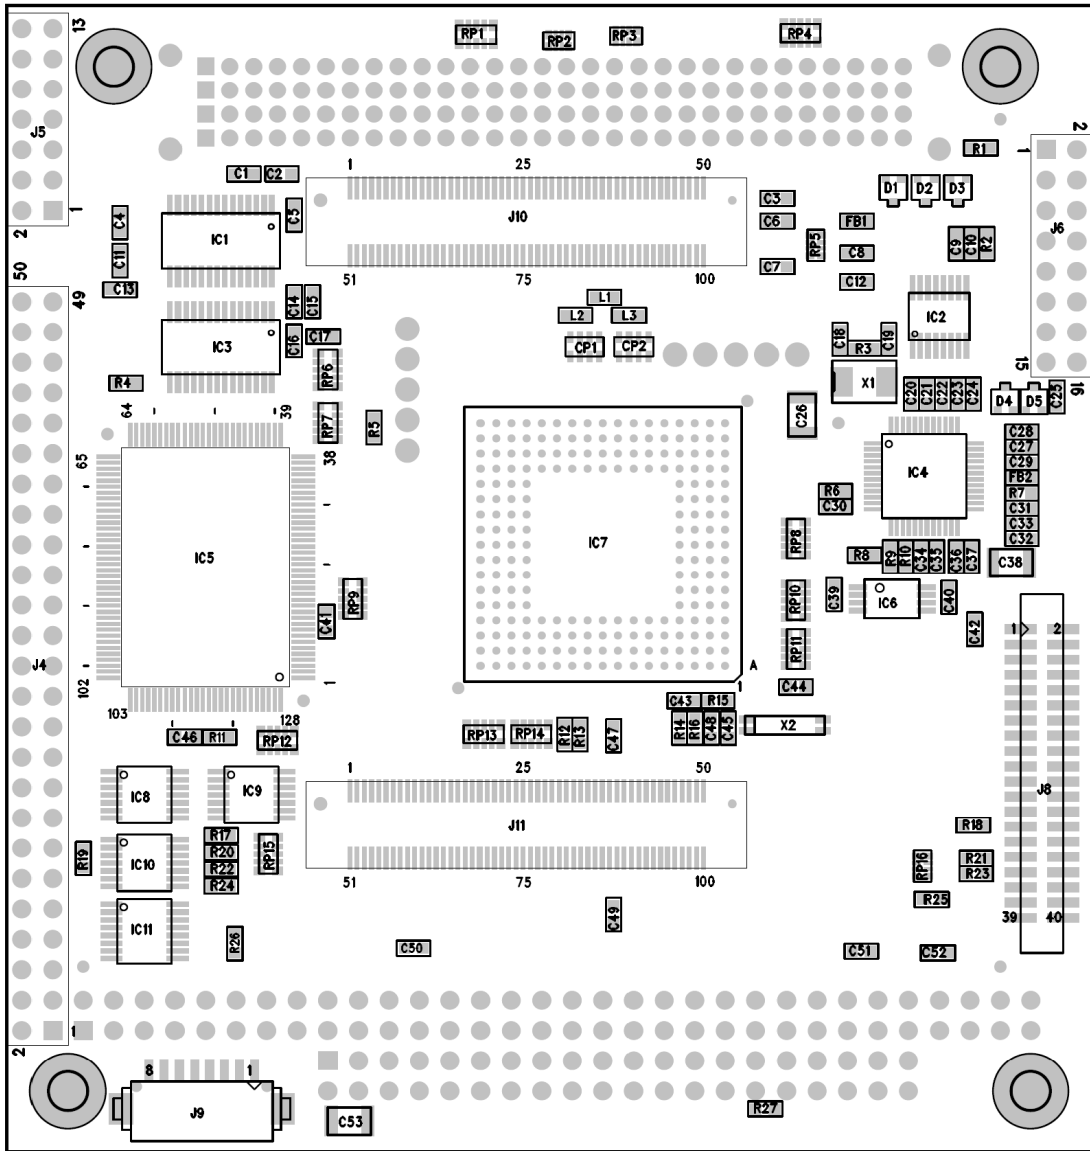 13
RP1
RP2
RP3
RP4
J5
1
2
1
25
50
R1
1
2
C1
C2
J10
D1
D2
D3
C4
C5
IC1
C3
C6
RP5
FB1
C9
C10
R2
J6
C11
C7
C8
C12
50
49
C13
51
75
100
L1
L2
L3
C14
C15
IC2
IC3
C16
C17
CP1
CP2
C18
R3
C19
15
16
R4
RP6
X1
C20
C21
C22
C23
C24
D4
D5
C25
64
39
RP7
R5
C26
65
38
IC4
C28
C27
C29
FB2
R7
C31
C33
C32
R6
C30
IC5
IC7
RP8
R8
R9
R10
C34
C35
C36
C37
C38
RP9
RP10
C39
IC6
C40
C41
RP11
C42
1
2
J4
102
1
A
1
C44
103
128
C43
R15
C46
R11
RP12
RP13
RP14
R12
R13
C47
R14
R16
C48
C45
X2
1
25
50
IC8
IC9
J8
J11
R17
R20
R22
R24
R18
R19
IC10
RP15
RP16
R21
R23
51
75
100
R25
IC11
C49
39
40
R26
C50
C51
C52
1
2
8
1
J9
C53
R27